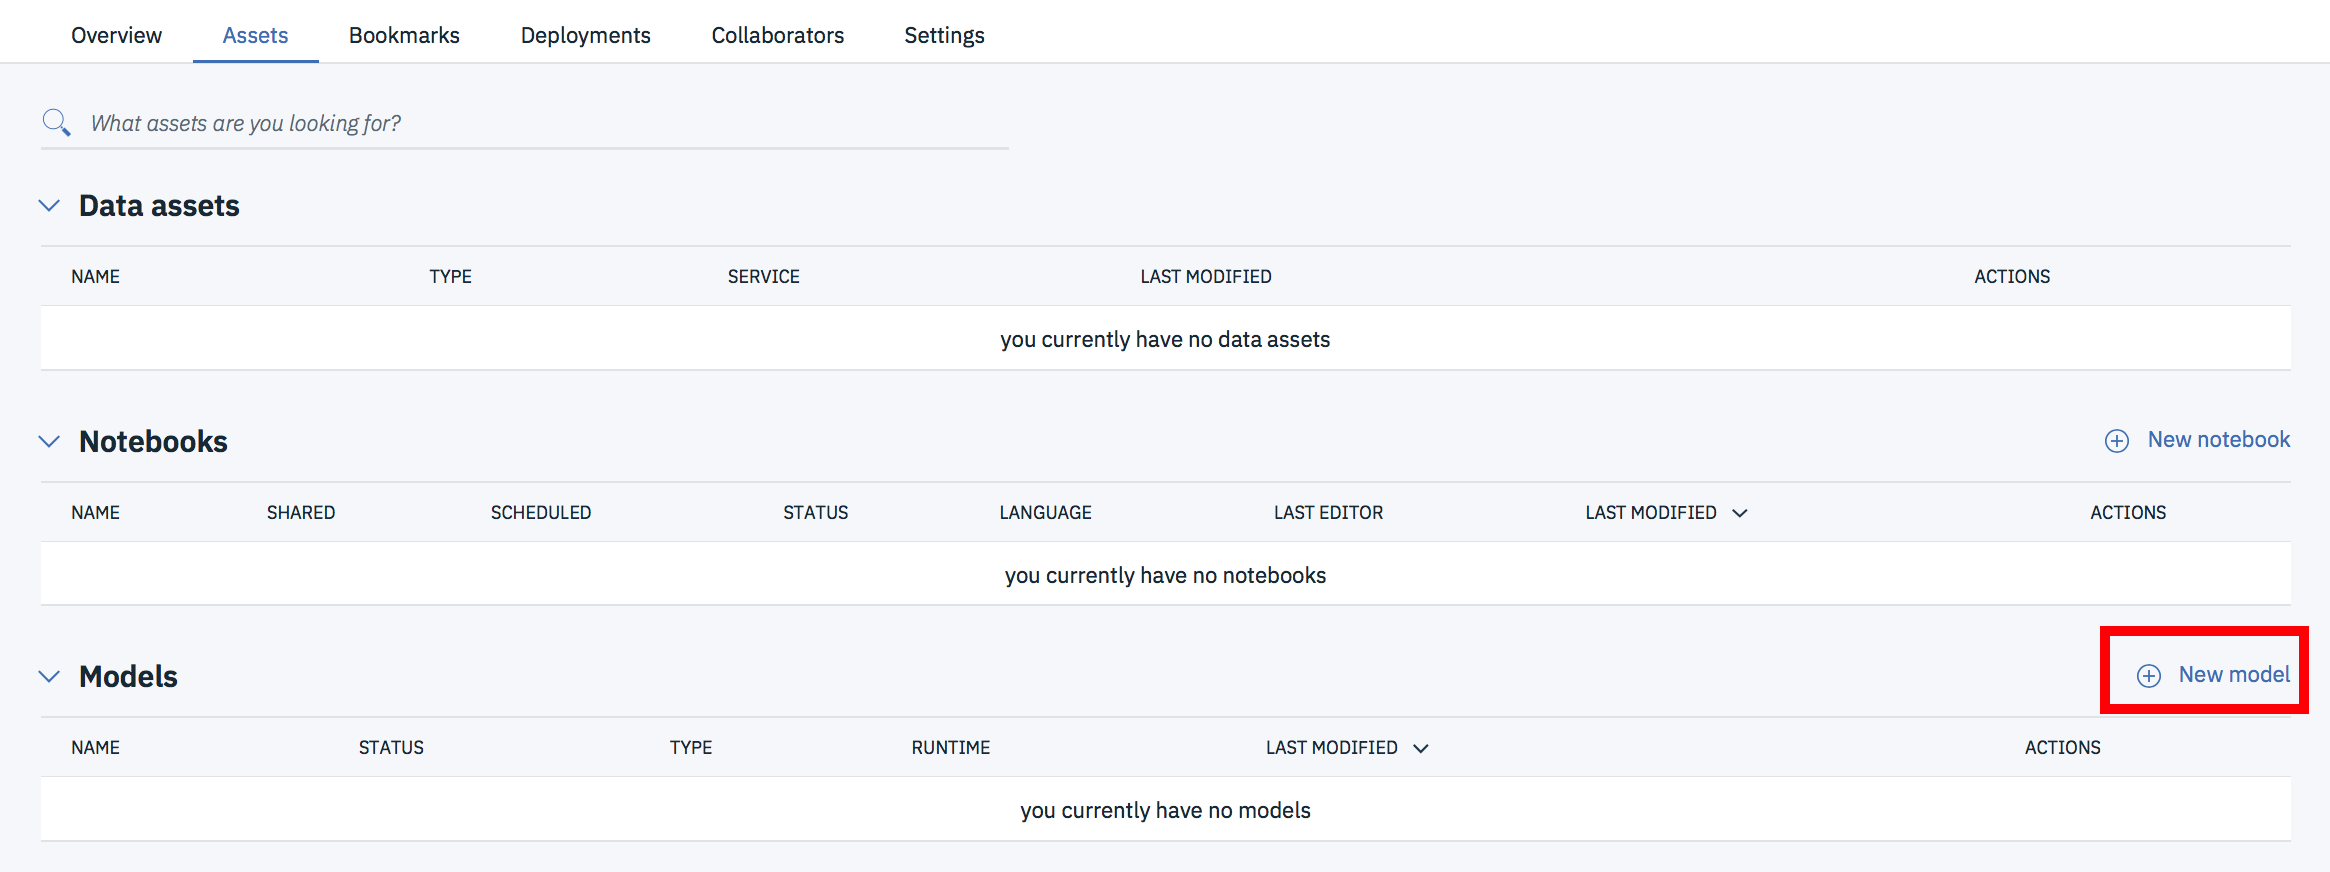 Overview Assets Bookmarks Deployments Collaborators Settings
What assets are you looking for?
Data assets
NAME TYPE SERVICE LAST MODIFIED ACTIONS
you currently have no data assets
Notebooks New notebook
NAME SHARED SCHEDULED STATUS LANGUAGE LAST EDITOR LAST MODIFIED ACTIONS
you currently have no notebooks
Models New model
NAME STATUS TYPE RUNTIME LAST MODIFIED ACTIONS
you currently have no models